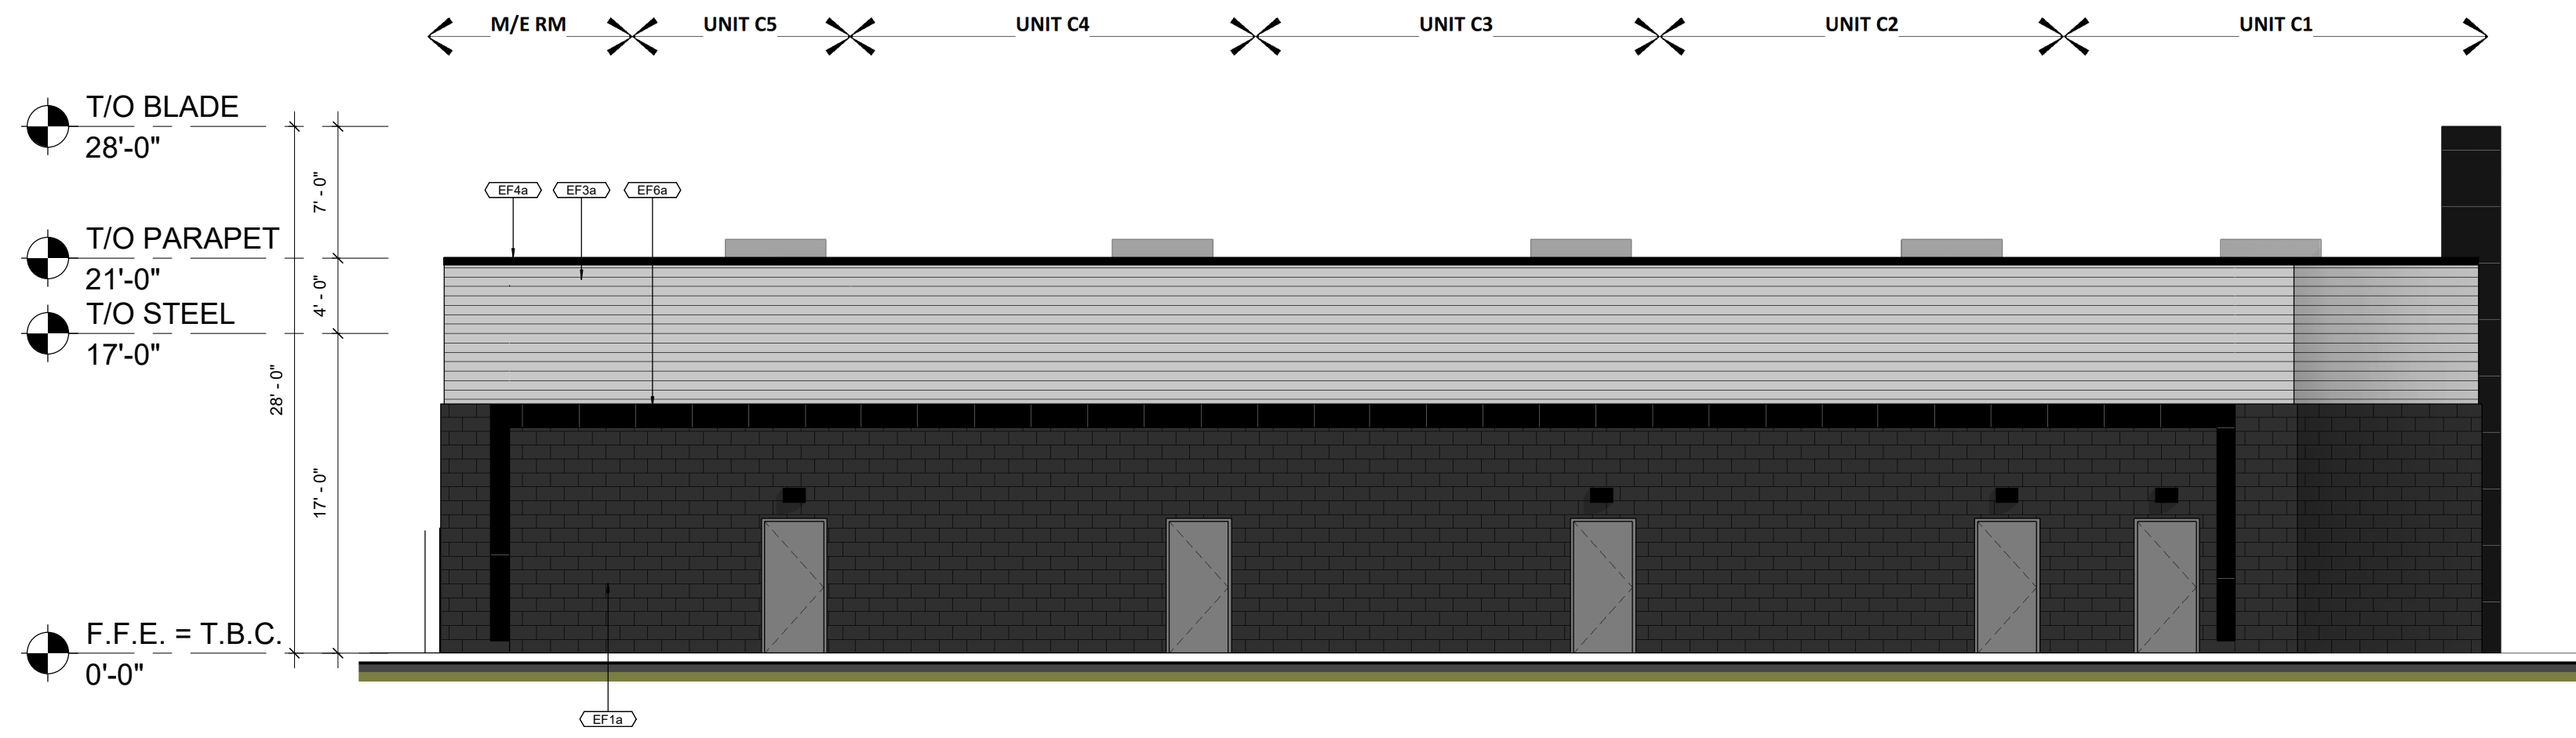 M/E RM
UNIT C5
UNIT C4
UNIT C3
UNIT C2
UNIT C1
T/O BLADE
28'-0"
7' - 0"
EF4a
EF3a
EF6a
T/O PARAPET
21'-0"
4' - 0"
T/O STEEL
17'-0"
28' - 0"
17' - 0"
F.F.E. = T.B.C.
0'-0"
EF1a